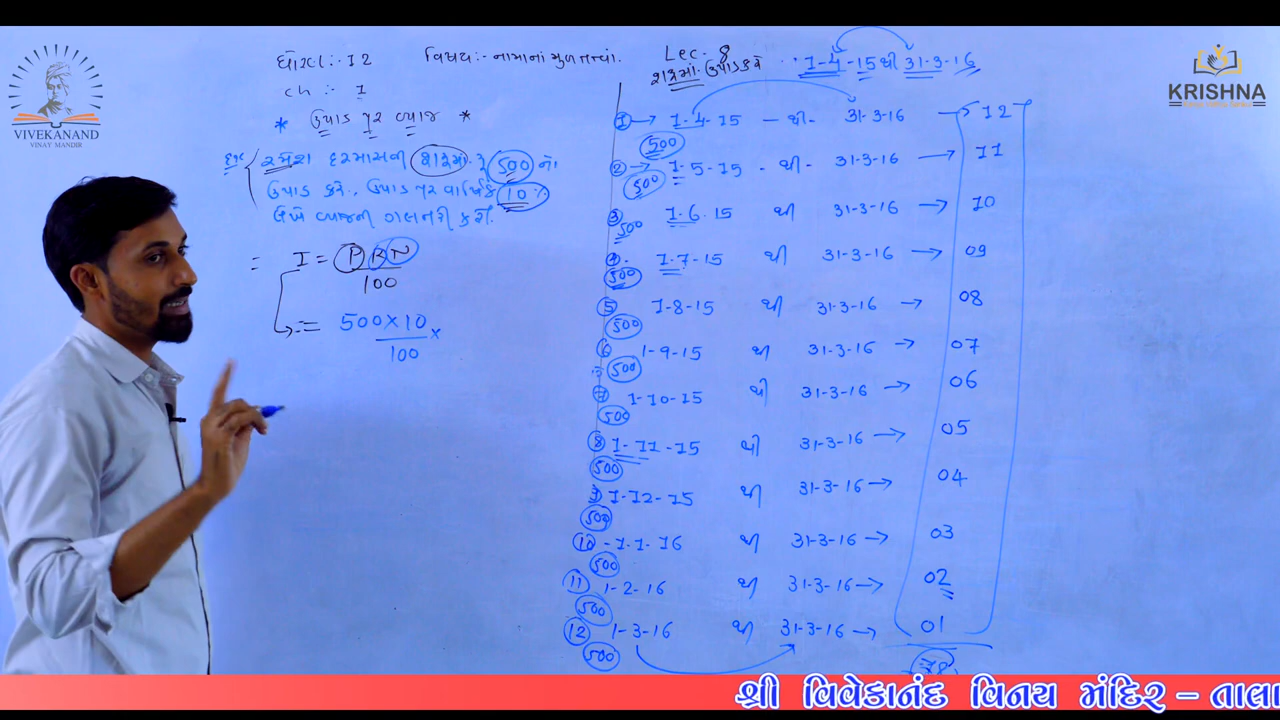 VIVEKANAND
VINAY MANDIR
KRISHNA
ધોરણ :- 12
વિષય :- નામાનાં મૂળતત્વો.
Lec. 8
ch :- 1
* ઉપાડ પર વ્યાજ *
શરૂમાં ઉપાડ કરે
1-4-15 થી 31-3-16
રમેશ દરમાસની શરૂમાં રૂ 500 નો
ઉપાડ કરે, ઉપાડ પર વાર્ષિક 10%
લેખે વ્યાજની ગણતરી કરો.
= I = PRN
100
= 500 × 10 ×
100
① → 1-4-15 - થી - 31-3-16 → 12
500
② → 1-5-15 - થી - 31-3-16 → 11
500
③ 1-6-15 થી 31-3-16 → 10
500
④ 1-7-15 થી 31-3-16 → 09
500
⑤ 1-8-15 થી 31-3-16 → 08
500
⑥ 1-9-15 થી 31-3-16 → 07
500
⑦ 1-10-15 થી 31-3-16 → 06
500
⑧ 1-11-15 થી 31-3-16 → 05
500
⑨ 1-12-15 થી 31-3-16 → 04
500
⑩ - 1-1-16 થી 31-3-16 → 03
500
⑪ 1-2-16 થી 31-3-16 → 02
500
⑫ 1-3-16 થી 31-3-16 → 01
500
78
શ્રી વિવેકાનંદ વિનય મંદિર – તાલા